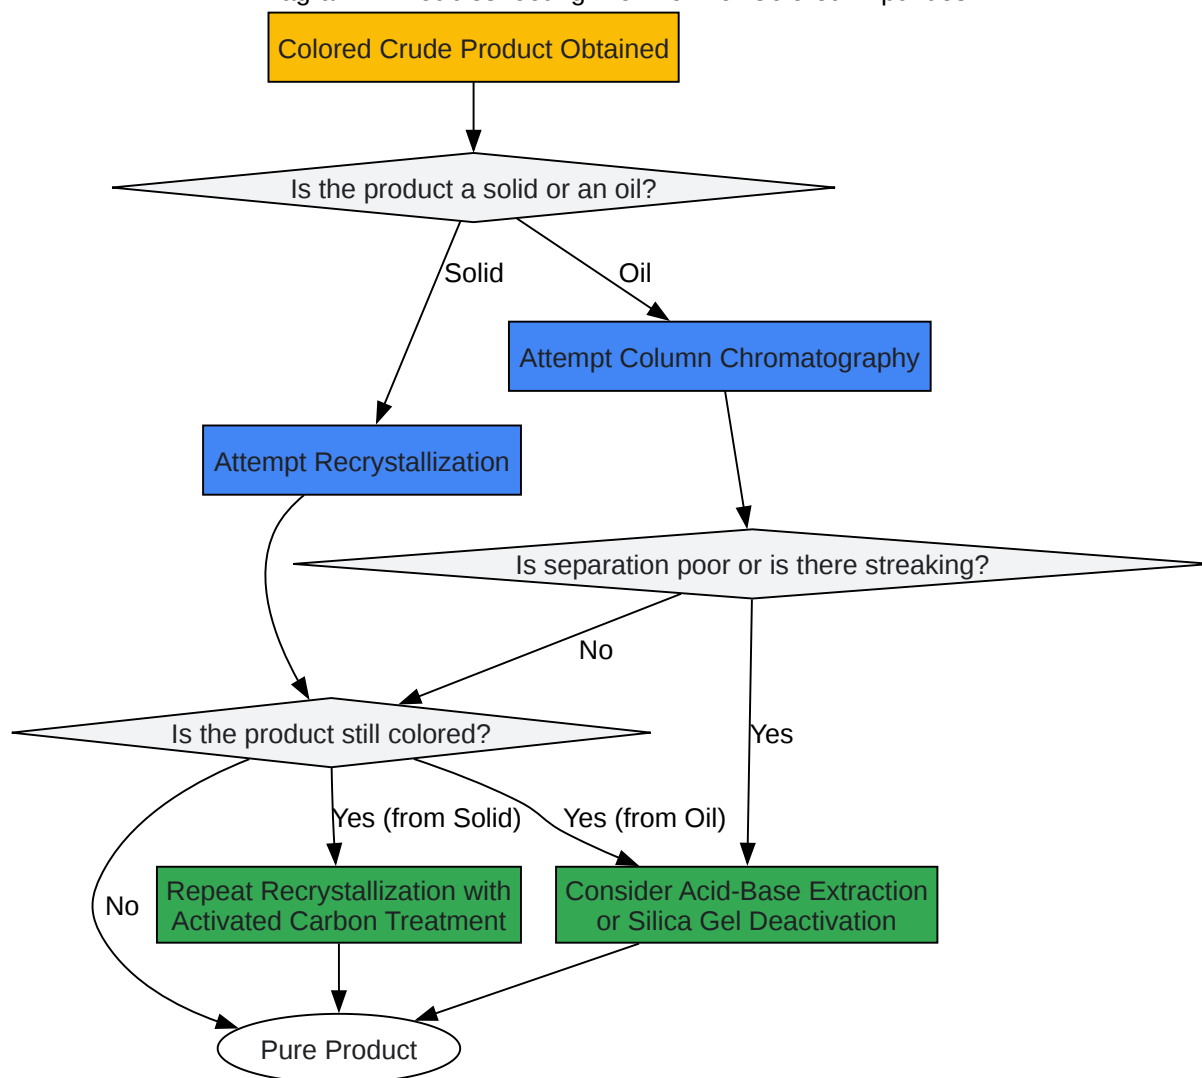 Colored Crude Product Obtained
Is the product a solid or an oil?
Solid
Oil
Attempt Column Chromatography
Attempt Recrystallization
Is separation poor or is there streaking?
No
Is the product still colored?
Yes
Yes (from Solid)
Yes (from Oil)
Repeat Recrystallization with
Activated Carbon Treatment
Consider Acid-Base Extraction
or Silica Gel Deactivation
No
Pure Product